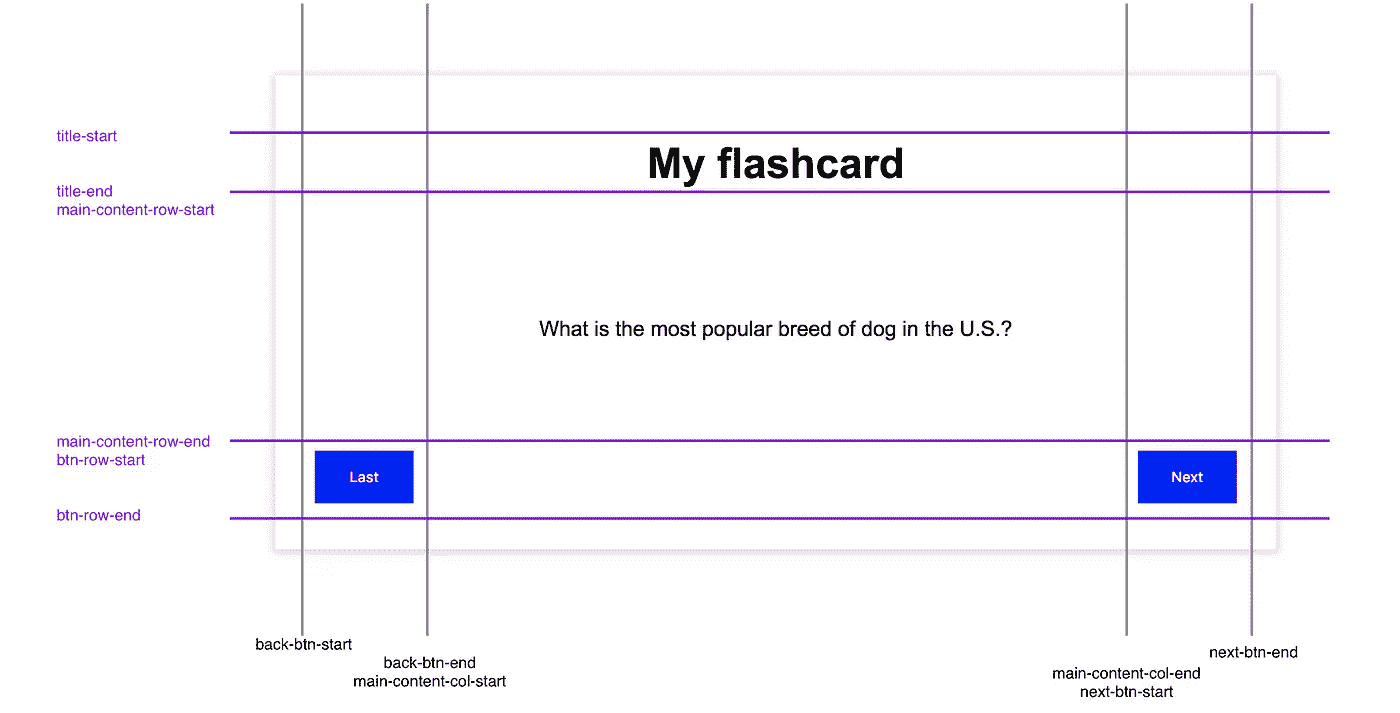 title-start
My flashcard
title-end
main-content-row-start
What is the most popular breed of dog in the U.S.?
main-content-row-end
btn-row-start
Last
Next
btn-row-end
back-btn-start
back-btn-end
main-content-col-start
next-btn-end
main-content-col-end
next-btn-start